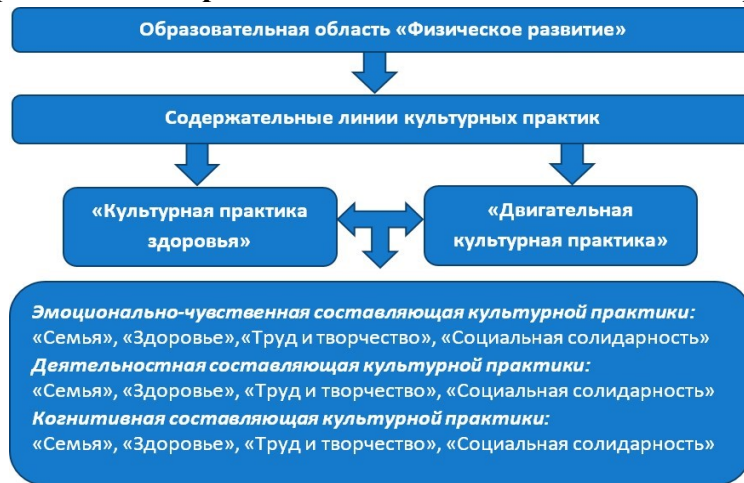 Образовательная область «Физическое развитие»
Содержательные линии культурных практик
«Культурная практика
здоровья»
«Двигательная
культурная практика»
Эмоционально-чувственная составляющая культурной практики:
«Семья», «Здоровье»,«Труд и творчество», «Социальная солидарность»
Деятельностная составляющая культурной практики:
«Семья», «Здоровье», «Труд и творчество», «Социальная солидарность»
Когнитивная составляющая культурной практики:
«Семья», «Здоровье», «Труд и творчество», «Социальная солидарность»